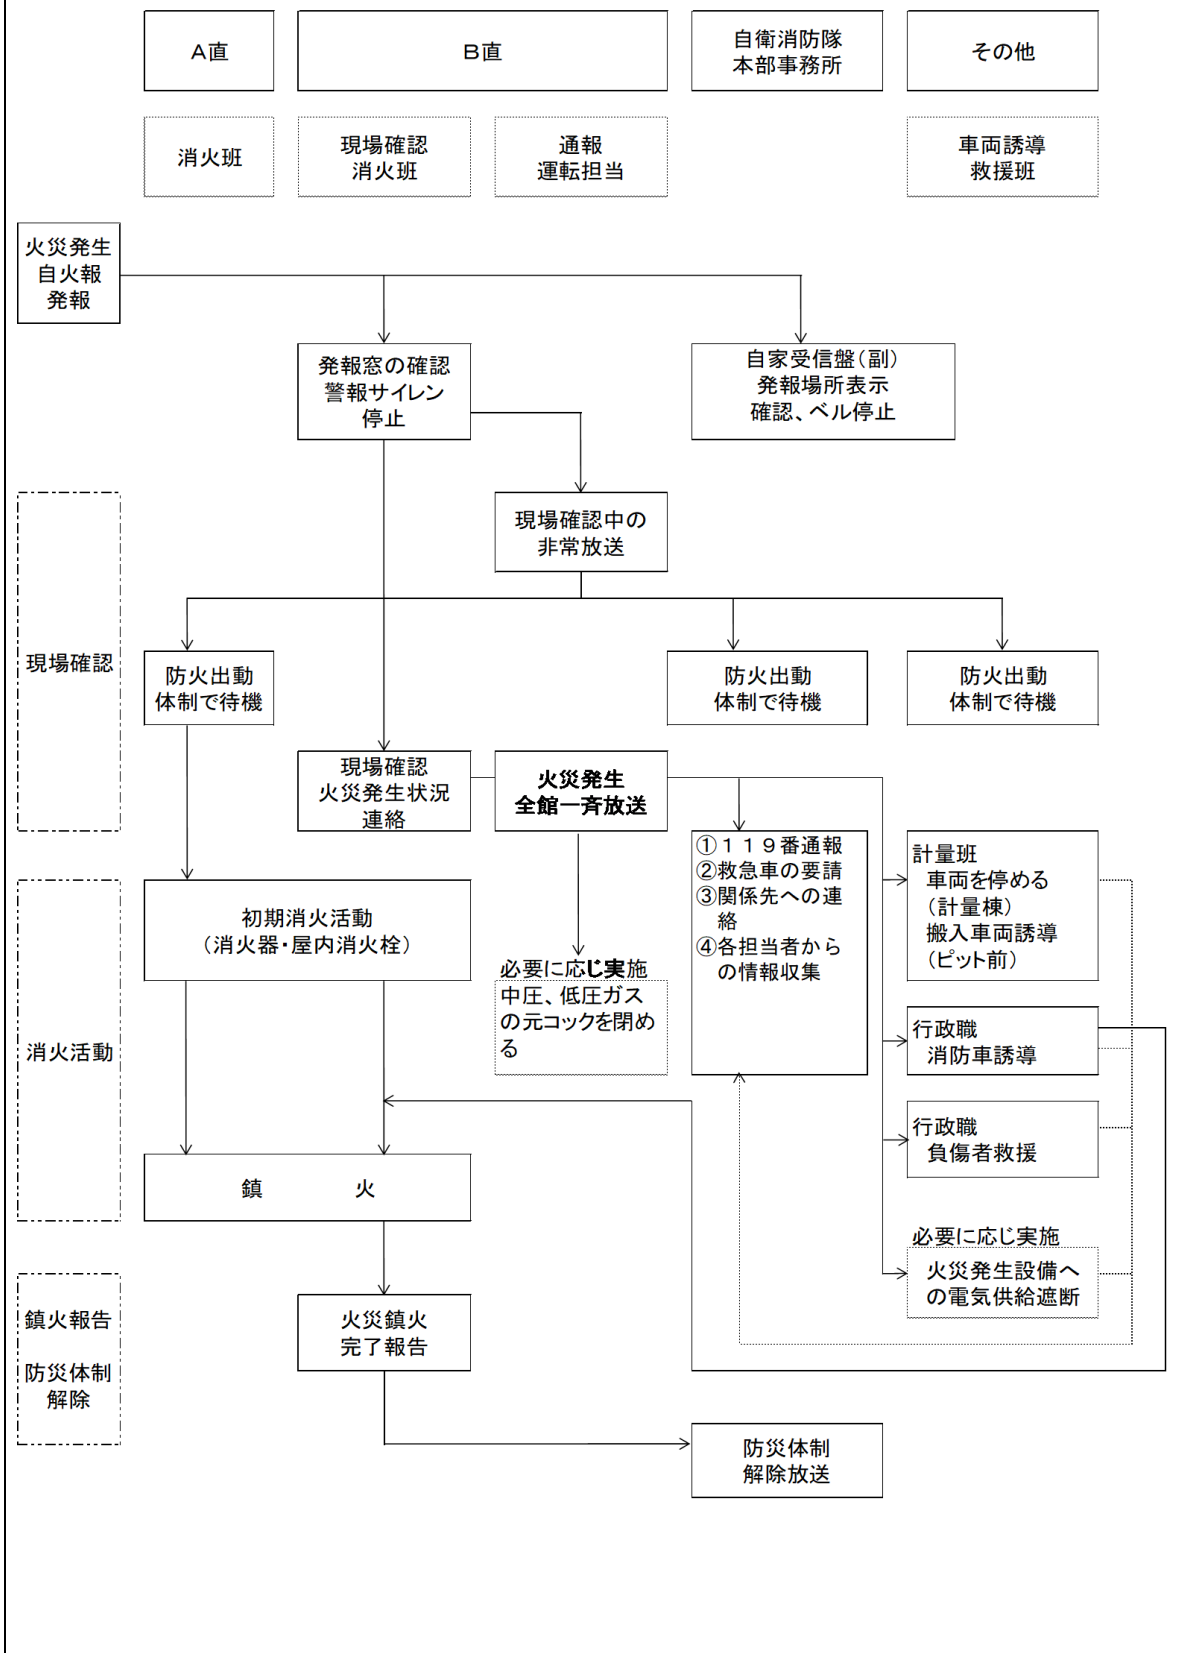 A直
B直
自衛消防隊
本部事務所
その他
消火班
現場確認
消火班
通報
運転担当
車両誘導
救援班
火災発生
自火報
発報
発報窓の確認
警報サイレン
停止
自家受信盤（副）
発報場所表示
確認、ベル停止
現場確認中の
非常放送
現場確認
防火出動
体制で待機
防火出動
体制で待機
防火出動
体制で待機
現場確認
火災発生状況
連絡
火災発生
全館一斉放送
①１１９番通報
②救急車の要請
③関係先への連
絡
④各担当者から
の情報収集
計量班
車両を停める
（計量棟）
搬入車両誘導
（ピット前）
初期消火活動
（消火器・屋内消火栓）
必要に応じ実施
中圧、低圧ガス
の元コックを閉め
る
消火活動
行政職
消防車誘導
行政職
負傷者救援
鎮　火
必要に応じ実施
火災発生設備へ
の電気供給遮断
鎮火報告
防災体制
解除
火災鎮火
完了報告
防災体制
解除放送